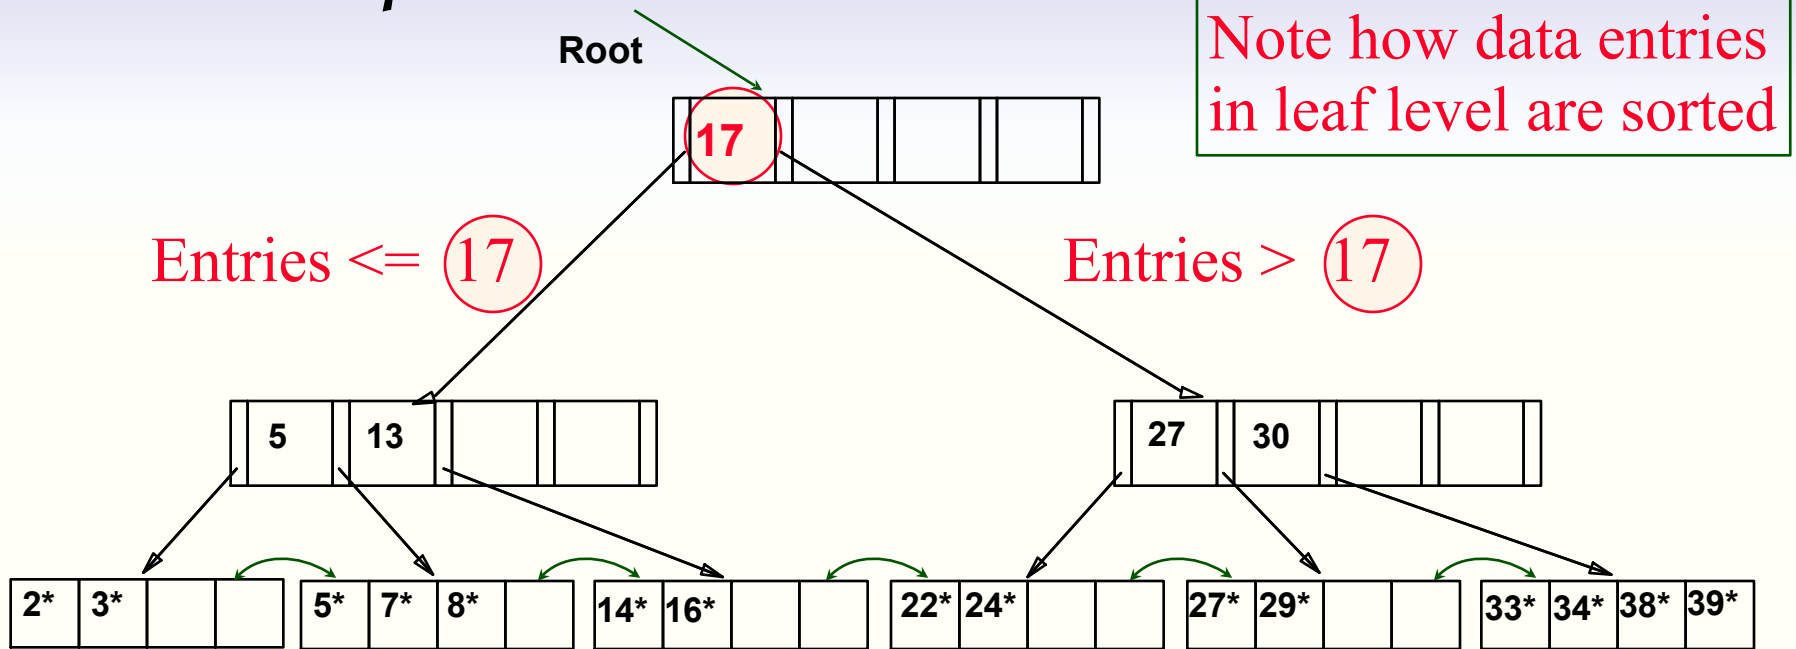 Root
Note how data entries
in leaf level are sorted
17
Entries <= 17
Entries > 17
5 13
27 30
2* 3*
5* 7* 8*
14* 16*
22* 24*
27* 29*
33* 34* 38* 39*